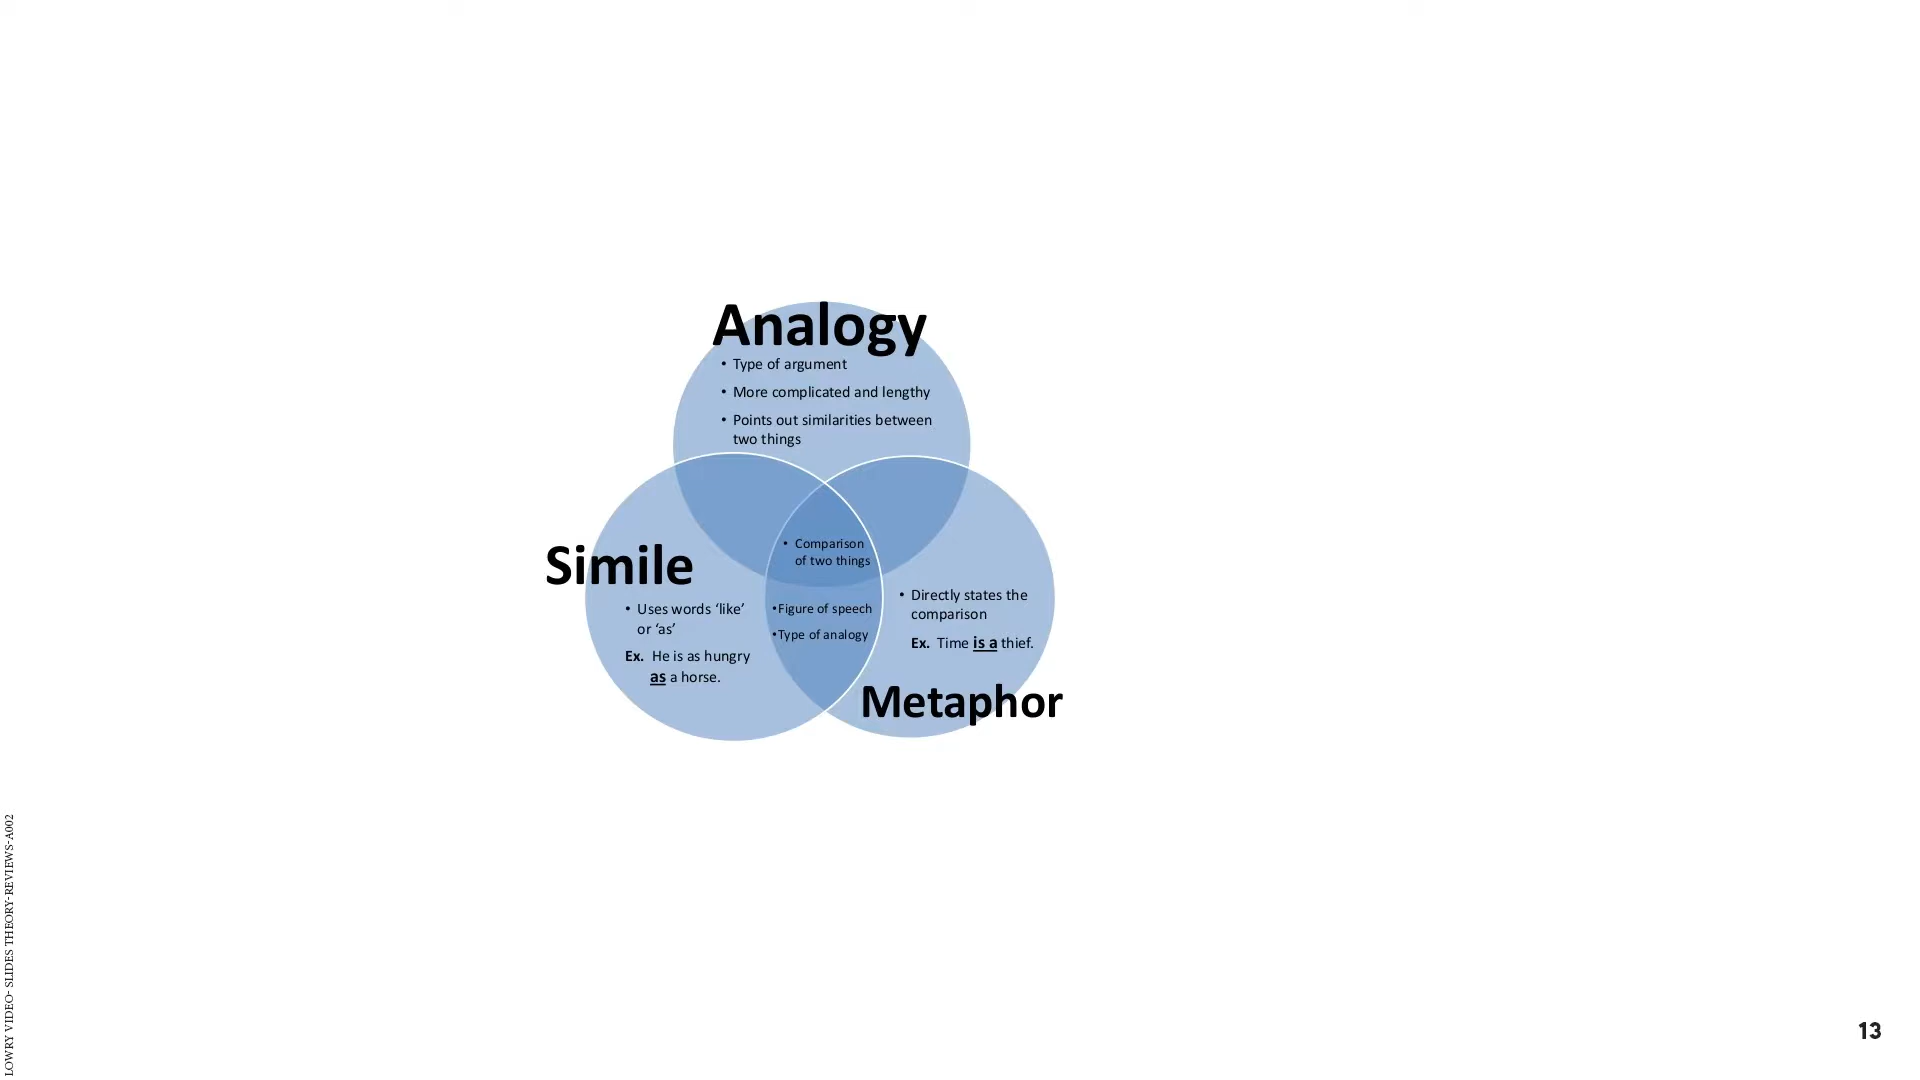 Analogy
• Type of argument
• More complicated and lengthy
• Points out similarities between
two things
Simile
• Uses words ‘like’
or ‘as’
Ex. He is as hungry
as a horse.
• Comparison
of two things
•Figure of speech
•Type of analogy
• Directly states the
comparison
Ex. Time is a thief.
Metaphor
LOWRY VIDEO- SLIDES THEORY-REVIEWS-A002
13